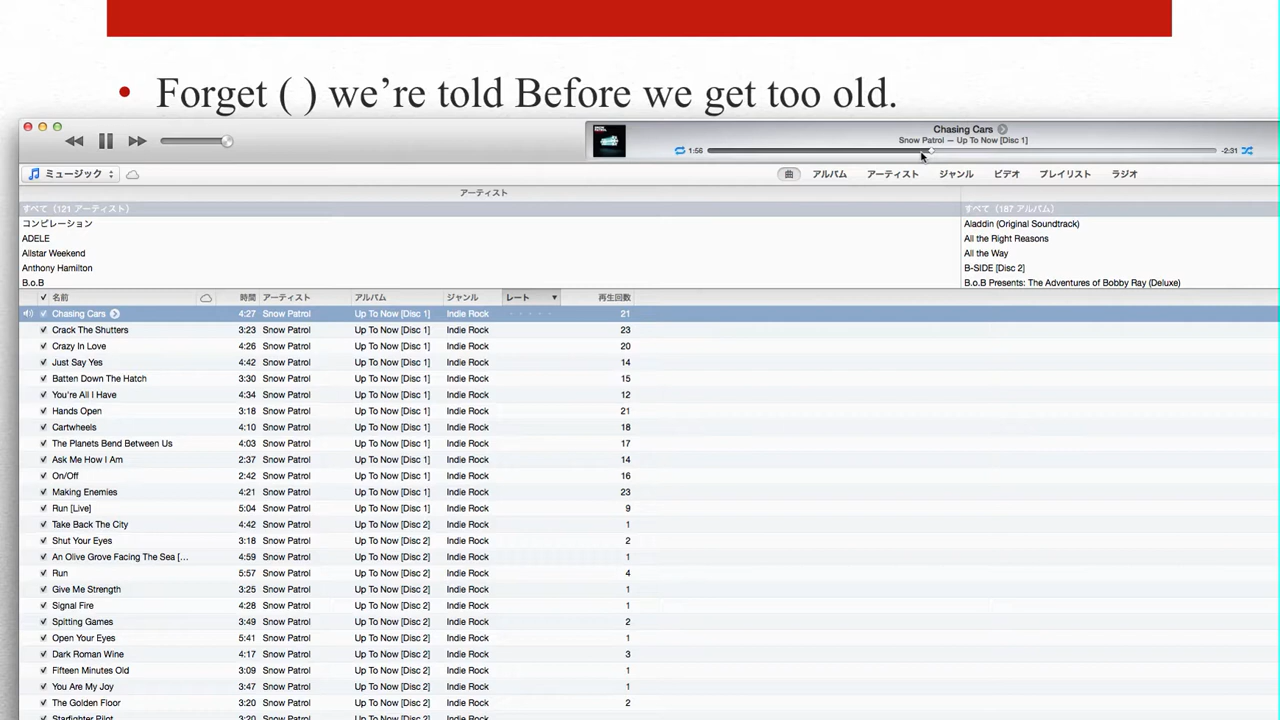 • Forget ( ) we're told Before we get too old.
Chasing Cars
Snow Patrol — Up To Now [Disc 1]
1:56 -2:31
ミュージック 曲 アルバム アーティスト ジャンル ビデオ プレイリスト ラジオ
アーティスト
すべて (121 アーティスト) すべて (187 アルバム)
コンピレーション Aladdin (Original Soundtrack)
ADELE All the Right Reasons
Allstar Weekend All the Way
Anthony Hamilton B-SIDE [Disc 2]
B.o.B B.o.B Presents: The Adventures of Bobby Ray (Deluxe)
✓ 名前 時間 アーティスト アルバム ジャンル レート ▼ 再生回数
✓ Chasing Cars 4:27 Snow Patrol Up To Now [Disc 1] Indie Rock 21
✓ Crack The Shutters 3:23 Snow Patrol Up To Now [Disc 1] Indie Rock 23
✓ Crazy In Love 4:26 Snow Patrol Up To Now [Disc 1] Indie Rock 20
✓ Just Say Yes 4:42 Snow Patrol Up To Now [Disc 1] Indie Rock 14
✓ Batten Down The Hatch 3:30 Snow Patrol Up To Now [Disc 1] Indie Rock 15
✓ You're All I Have 4:34 Snow Patrol Up To Now [Disc 1] Indie Rock 12
✓ Hands Open 3:18 Snow Patrol Up To Now [Disc 1] Indie Rock 21
✓ Cartwheels 4:10 Snow Patrol Up To Now [Disc 1] Indie Rock 18
✓ The Planets Bend Between Us 4:03 Snow Patrol Up To Now [Disc 1] Indie Rock 17
✓ Ask Me How I Am 2:37 Snow Patrol Up To Now [Disc 1] Indie Rock 14
✓ On/Off 2:42 Snow Patrol Up To Now [Disc 1] Indie Rock 16
✓ Making Enemies 4:21 Snow Patrol Up To Now [Disc 1] Indie Rock 23
✓ Run [Live] 5:04 Snow Patrol Up To Now [Disc 1] Indie Rock 9
✓ Take Back The City 4:42 Snow Patrol Up To Now [Disc 2] Indie Rock 1
✓ Shut Your Eyes 3:18 Snow Patrol Up To Now [Disc 2] Indie Rock 2
✓ An Olive Grove Facing The Sea [… 4:59 Snow Patrol Up To Now [Disc 2] Indie Rock 1
✓ Run 5:57 Snow Patrol Up To Now [Disc 2] Indie Rock 4
✓ Give Me Strength 3:25 Snow Patrol Up To Now [Disc 2] Indie Rock 1
✓ Signal Fire 4:28 Snow Patrol Up To Now [Disc 2] Indie Rock 1
✓ Spitting Games 3:49 Snow Patrol Up To Now [Disc 2] Indie Rock 2
✓ Open Your Eyes 5:41 Snow Patrol Up To Now [Disc 2] Indie Rock 1
✓ Dark Roman Wine 4:17 Snow Patrol Up To Now [Disc 2] Indie Rock 3
✓ Fifteen Minutes Old 3:09 Snow Patrol Up To Now [Disc 2] Indie Rock 1
✓ You Are My Joy 3:47 Snow Patrol Up To Now [Disc 2] Indie Rock 1
✓ The Golden Floor 3:20 Snow Patrol Up To Now [Disc 2] Indie Rock 2
Starfighter Pilot 3:20 Snow Patrol Up To Now [Disc 2] Indie Rock